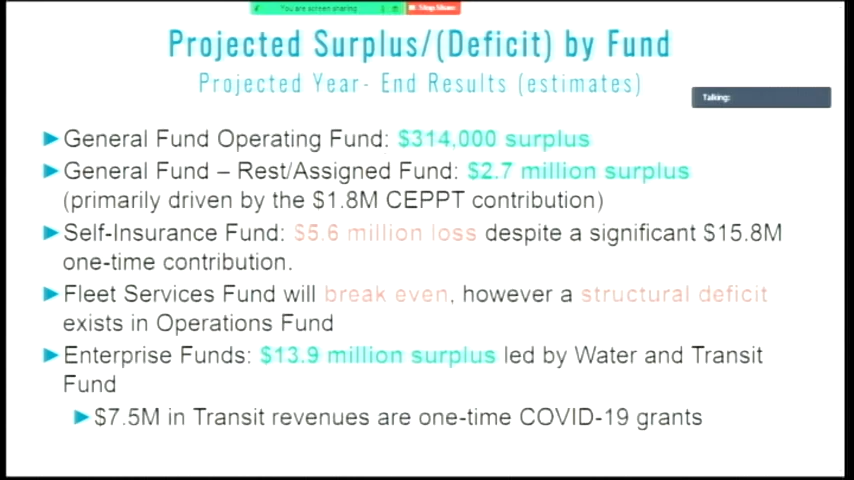 You are screen sharing
Stop Share
Projected Surplus/(Deficit) by Fund
Projected Year- End Results (estimates)
Talking:
General Fund Operating Fund: $314,000 surplus
General Fund – Rest/Assigned Fund: $2.7 million surplus
(primarily driven by the $1.8M CEPPT contribution)
Self-Insurance Fund: $5.6 million loss despite a significant $15.8M
one-time contribution.
Fleet Services Fund will break even, however a structural deficit
exists in Operations Fund
Enterprise Funds: $13.9 million surplus led by Water and Transit
Fund
$7.5M in Transit revenues are one-time COVID-19 grants